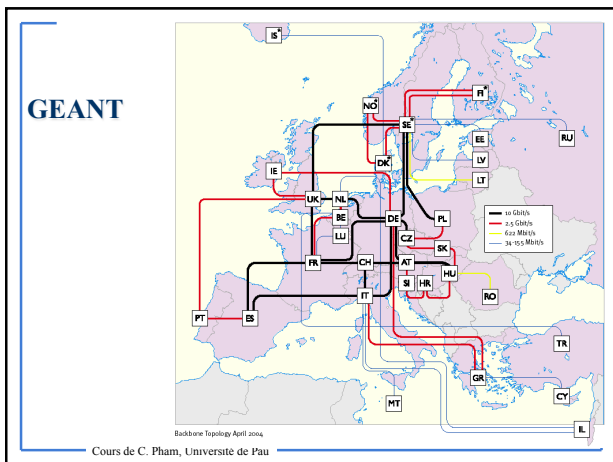 GEANT
IS*
NO*
FI*
SE*
EE
RU
LV
DK*
LT
IE
UK
NL
BE
DE
PL
LU
CZ
SK
FR
CH
AT
HU
SI
HR
IT
RO
PT
ES
TR
GR
MT
CY
IL
10 Gbit/s
2.5 Gbit/s
622 Mbit/s
34-155 Mbit/s
Backbone Topology April 2004
Cours de C. Pham, Université de Pau